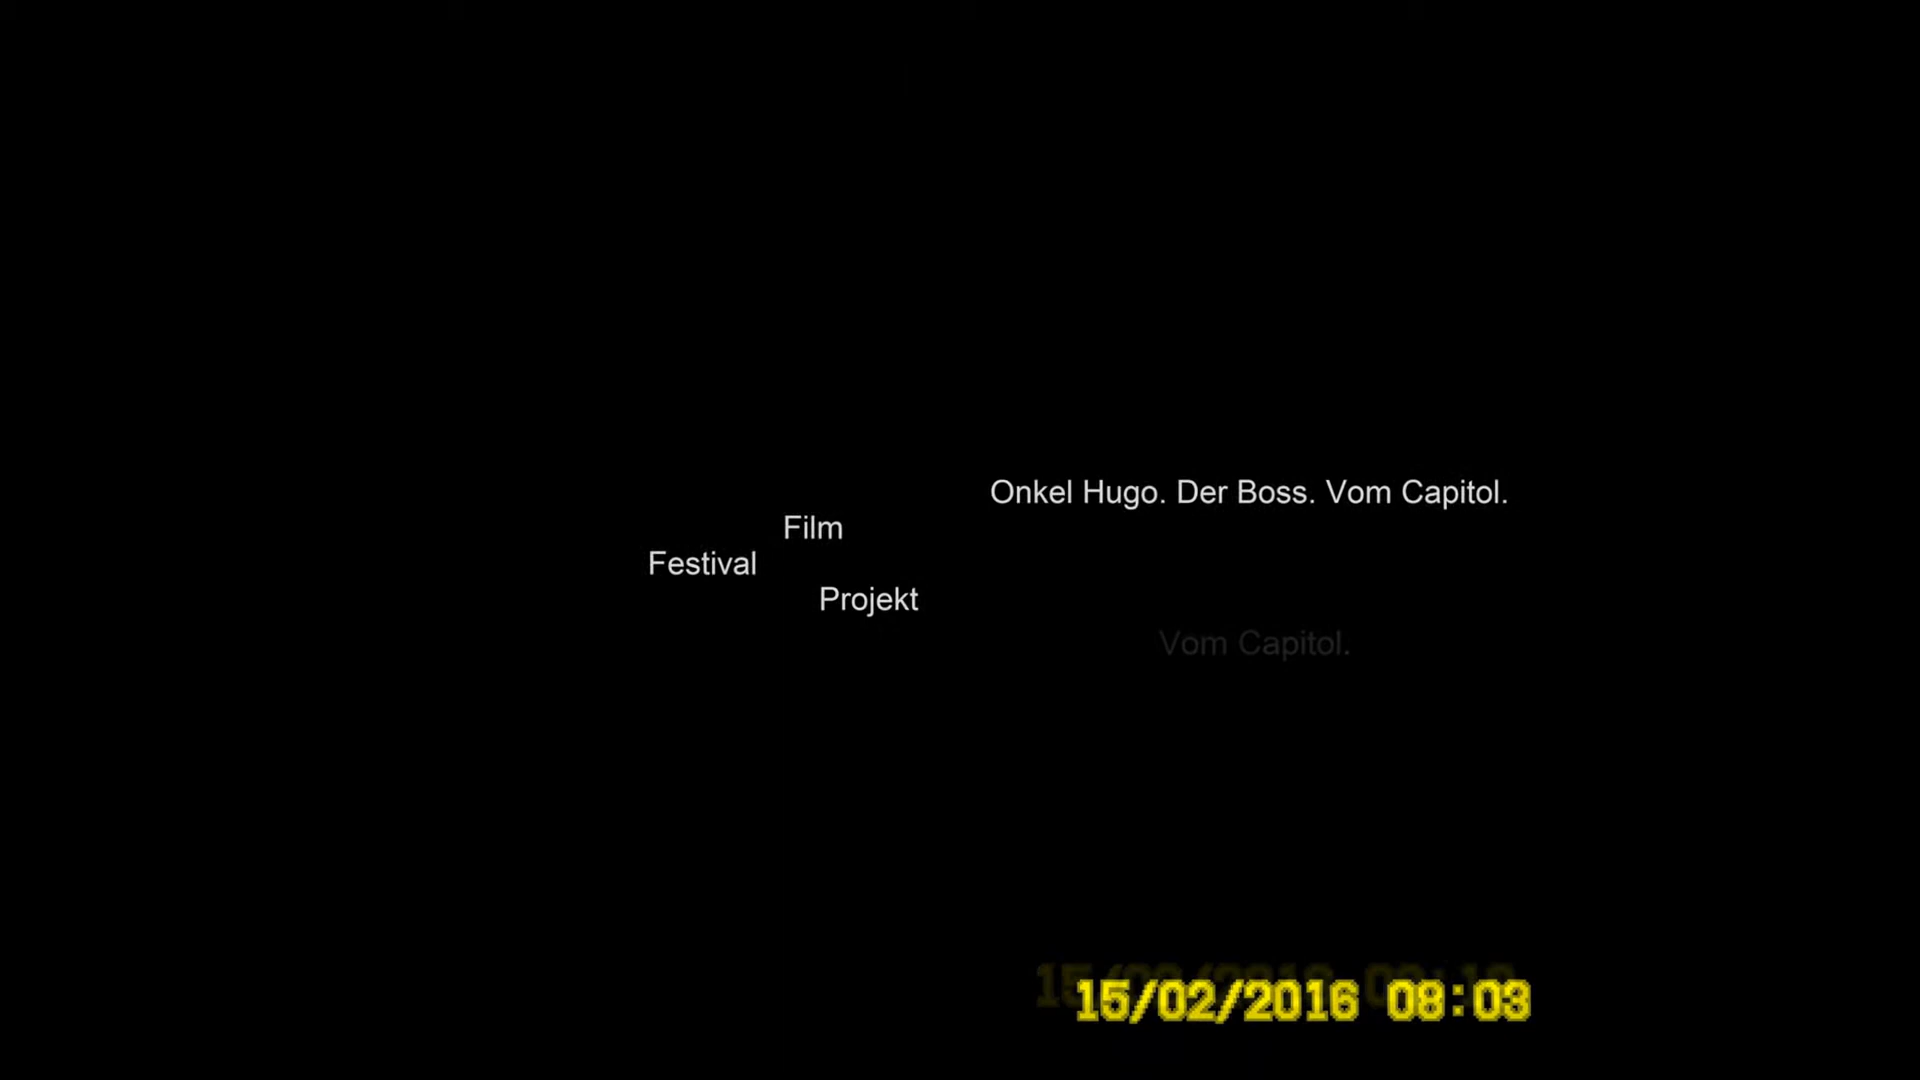 Onkel Hugo. Der Boss. Vom Capitol.
Film
Festival
Projekt
Vom Capitol.
15/02/2016 08:03